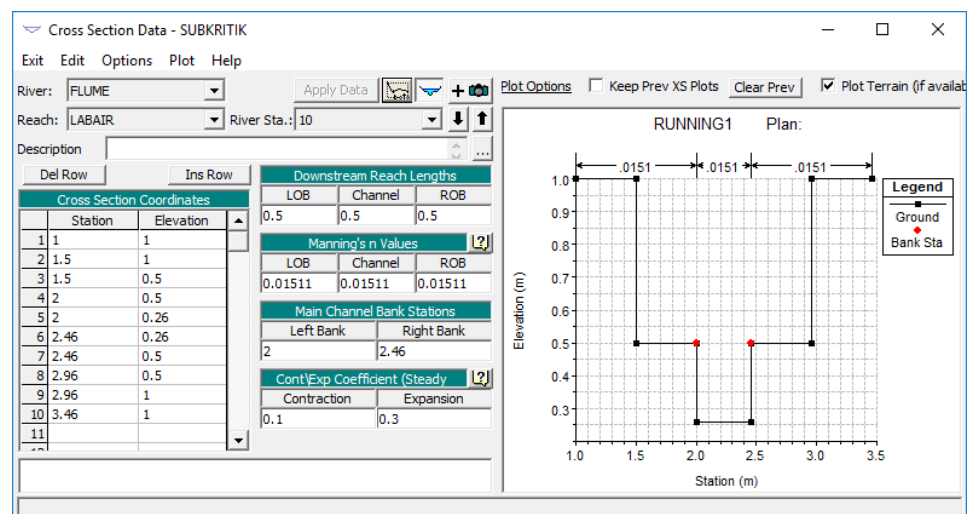 Cross Section Data - SUBKRITIK
Exit Edit Options Plot Help
River: FLUME Apply Data
Reach: LABAIR River Sta.: 10
Description ...
Del Row Ins Row
Cross Section Coordinates
Station Elevation
1 1 1
2 1.5 1
3 1.5 0.5
4 2 0.5
5 2 0.26
6 2.46 0.26
7 2.46 0.5
8 2.96 0.5
9 2.96 1
10 3.46 1
11
Downstream Reach Lengths
LOB Channel ROB
0.5 0.5 0.5
Manning's n Values
LOB Channel ROB
0.01511 0.01511 0.01511
Main Channel Bank Stations
Left Bank Right Bank
2 2.46
Cont\Exp Coefficient (Steady
Contraction Expansion
0.1 0.3
Plot Options Keep Prev XS Plots Clear Prev Plot Terrain (if availab
RUNNING1 Plan:
.0151 .0151 .0151
1.0
0.9
0.8
0.7
0.6
0.5
0.4
0.3
Elevation (m)
1.0 1.5 2.0 2.5 3.0 3.5
Station (m)
Legend
Ground
Bank Sta